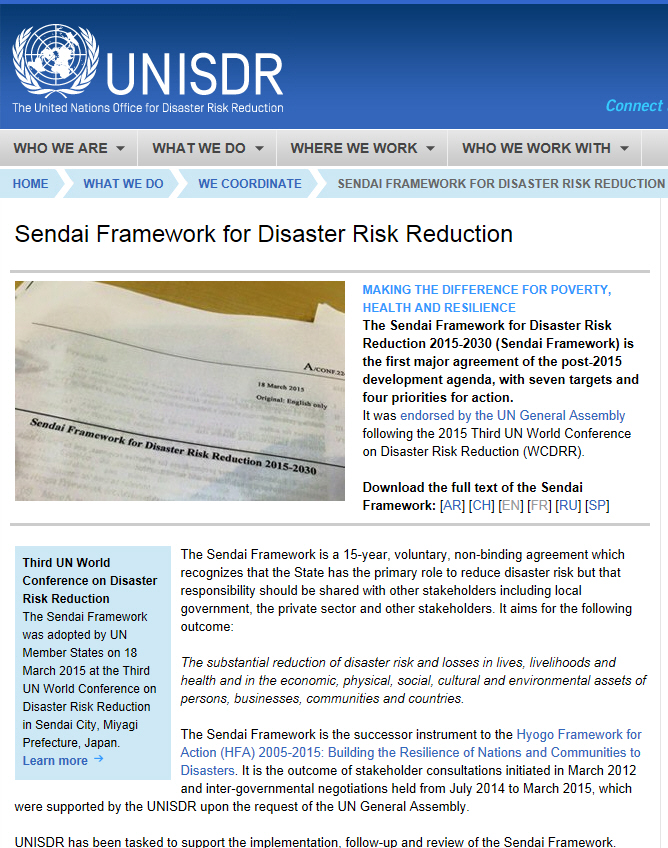 UNISDR
The United Nations Office for Disaster Risk Reduction
Connect
WHO WE ARE
WHAT WE DO
WHERE WE WORK
WHO WE WORK WITH
HOME
WHAT WE DO
WE COORDINATE
SENDAI FRAMEWORK FOR DISASTER RISK REDUCTION
Sendai Framework for Disaster Risk Reduction
A/CONF.22
18 March 2015
Original: English only
Sendai Framework for Disaster Risk Reduction 2015-2030
MAKING THE DIFFERENCE FOR POVERTY,
HEALTH AND RESILIENCE
The Sendai Framework for Disaster Risk
Reduction 2015-2030 (Sendai Framework) is
the first major agreement of the post-2015
development agenda, with seven targets and
four priorities for action.
It was endorsed by the UN General Assembly
following the 2015 Third UN World Conference
on Disaster Risk Reduction (WCDRR).
Download the full text of the Sendai
Framework: [AR] [CH] [EN] [FR] [RU] [SP]
Third UN World
Conference on Disaster
Risk Reduction
The Sendai Framework
was adopted by UN
Member States on 18
March 2015 at the Third
UN World Conference on
Disaster Risk Reduction
in Sendai City, Miyagi
Prefecture, Japan.
Learn more
The Sendai Framework is a 15-year, voluntary, non-binding agreement which
recognizes that the State has the primary role to reduce disaster risk but that
responsibility should be shared with other stakeholders including local
government, the private sector and other stakeholders. It aims for the following
outcome:
The substantial reduction of disaster risk and losses in lives, livelihoods and
health and in the economic, physical, social, cultural and environmental assets of
persons, businesses, communities and countries.
The Sendai Framework is the successor instrument to the Hyogo Framework for
Action (HFA) 2005-2015: Building the Resilience of Nations and Communities to
Disasters. It is the outcome of stakeholder consultations initiated in March 2012
and inter-governmental negotiations held from July 2014 to March 2015, which
were supported by the UNISDR upon the request of the UN General Assembly.
UNISDR has been tasked to support the implementation, follow-up and review of the Sendai Framework.